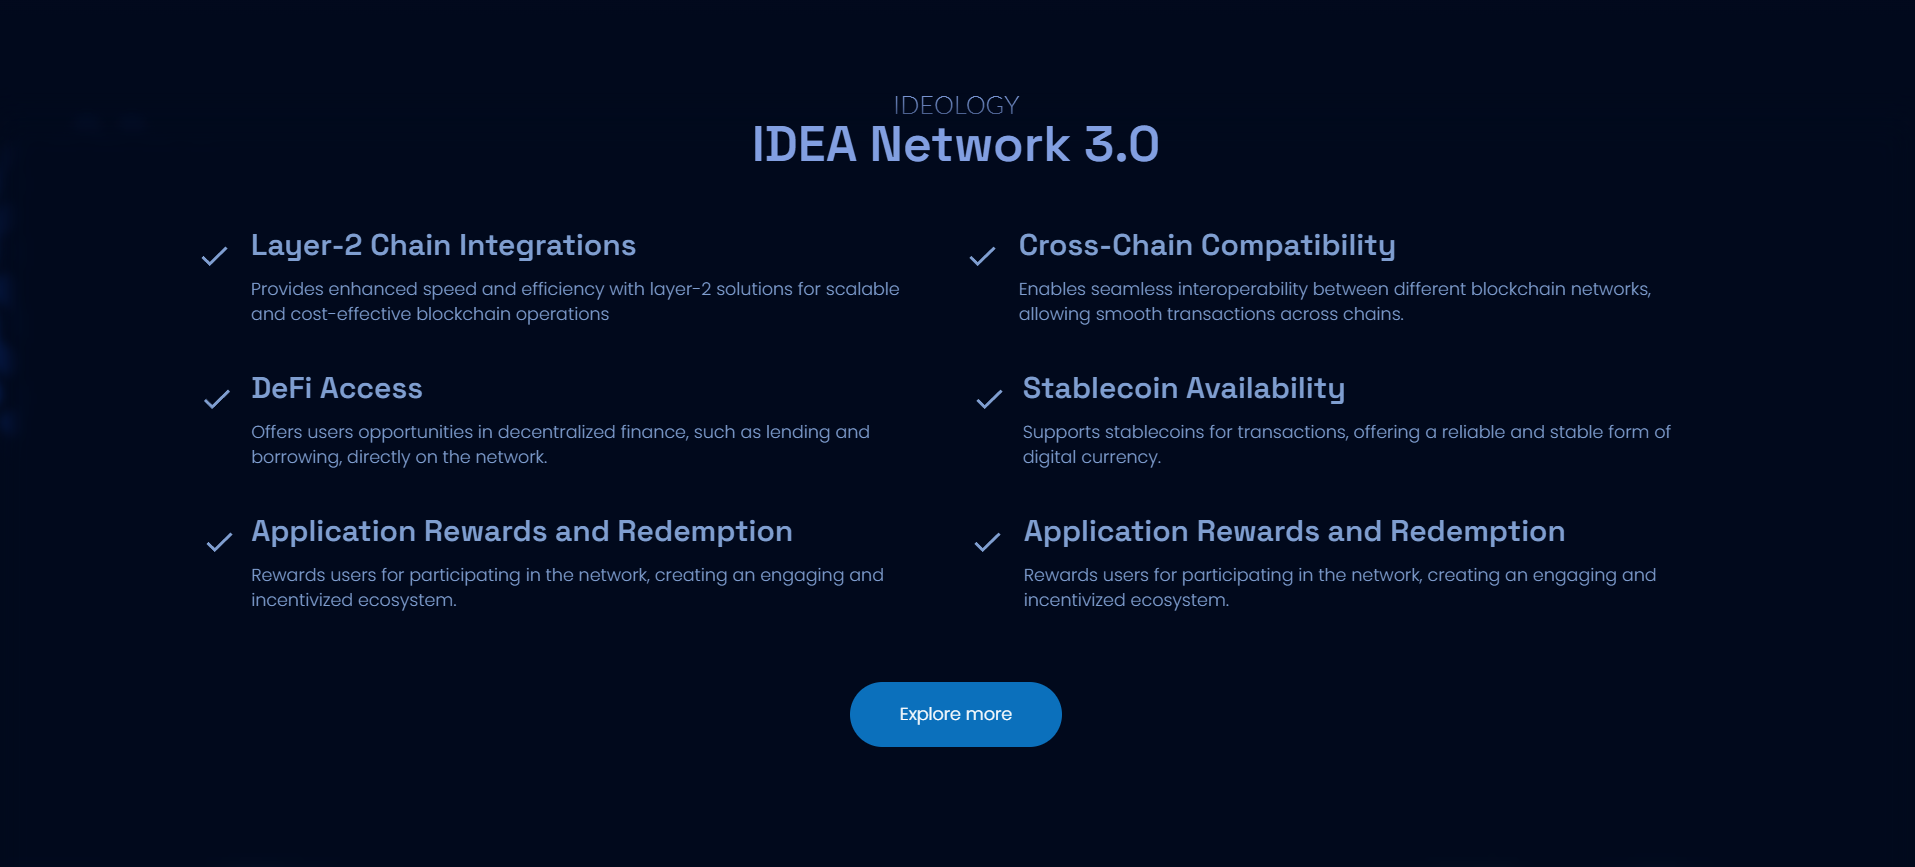 IDEOLOGY
IDEA Network 3.0
Layer-2 Chain Integrations
Provides enhanced speed and efficiency with layer-2 solutions for scalable
and cost-effective blockchain operations
Cross-Chain Compatibility
Enables seamless interoperability between different blockchain networks,
allowing smooth transactions across chains.
DeFi Access
Offers users opportunities in decentralized finance, such as lending and
borrowing, directly on the network.
Stablecoin Availability
Supports stablecoins for transactions, offering a reliable and stable form of
digital currency.
Application Rewards and Redemption
Rewards users for participating in the network, creating an engaging and
incentivized ecosystem.
Application Rewards and Redemption
Rewards users for participating in the network, creating an engaging and
incentivized ecosystem.
Explore more